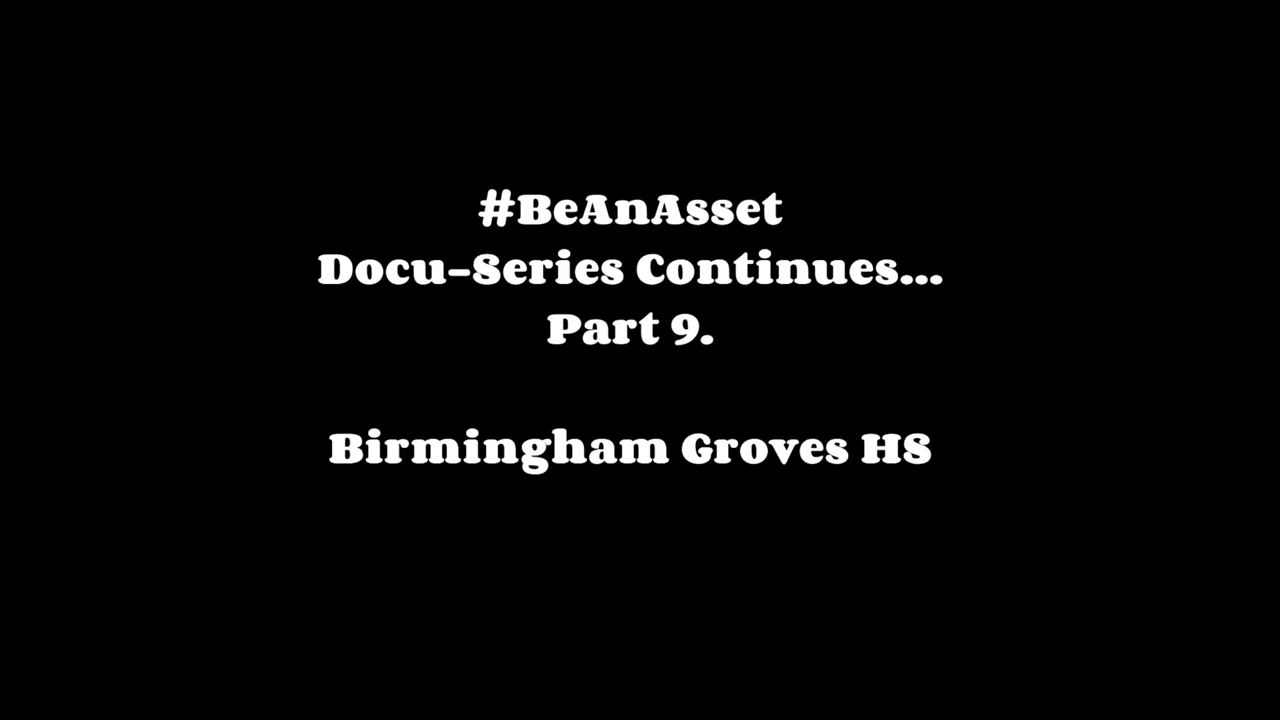 #BeAnAsset
Docu-Series Continues...
Part 9.
Birmingham Groves HS